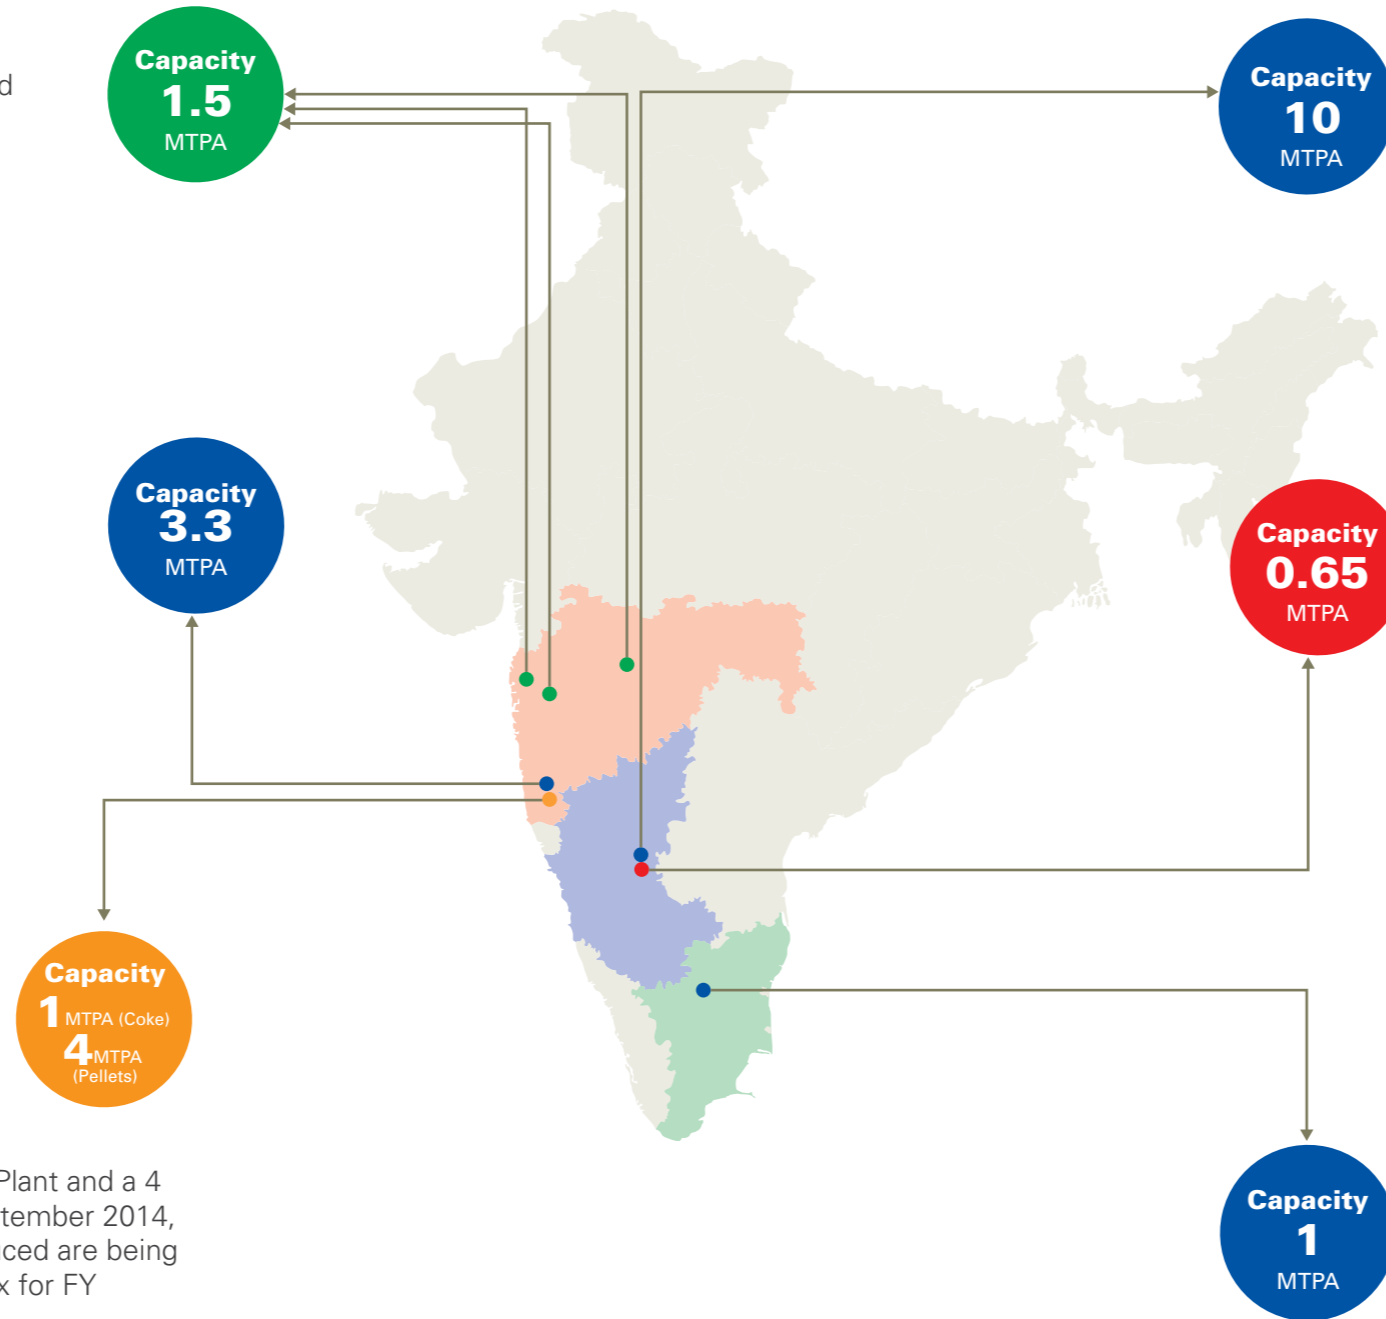 d
Capacity
1.5
MTPA
Capacity
10
MTPA
Capacity
3.3
MTPA
Capacity
0.65
MTPA
Capacity
1 MTPA (Coke)
4 MTPA
(Pellets)
Plant and a 4
tember 2014,
ced are being
x for FY
Capacity
1
MTPA